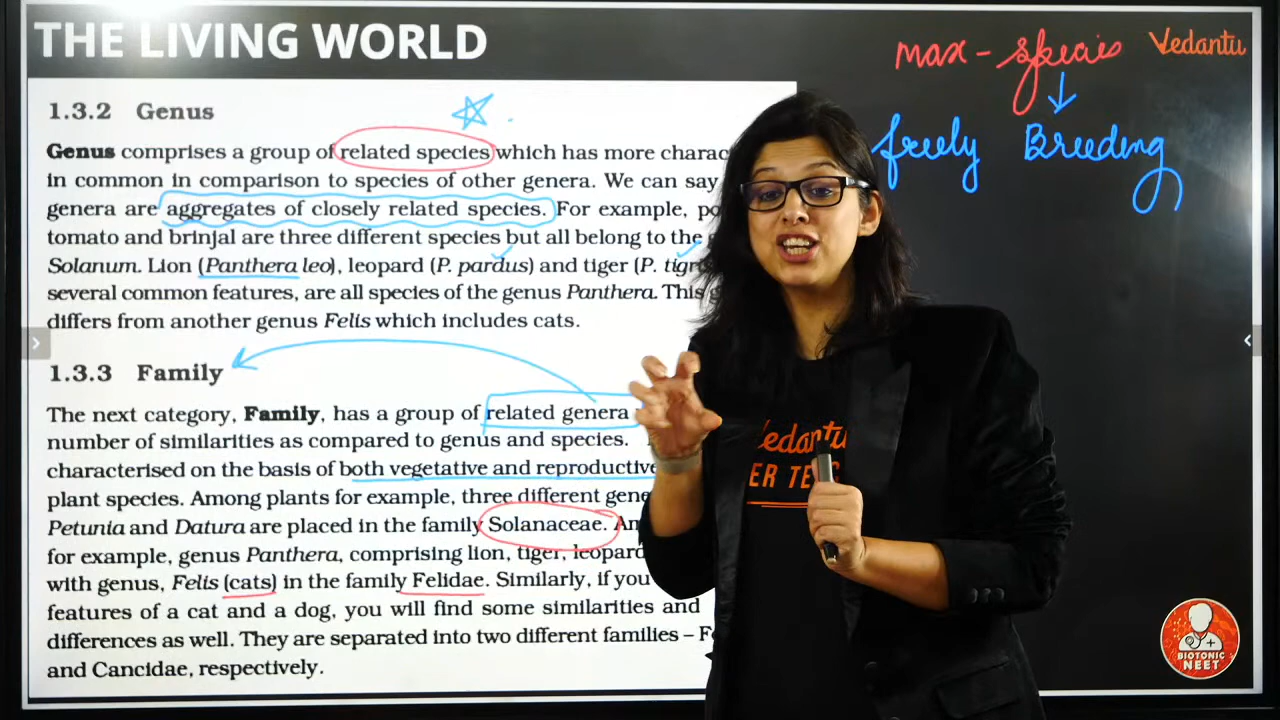 THE LIVING WORLD
max - species
Vedantu
1.3.2 Genus
freely Breeding
Genus comprises a group of related species which has more charac
in common in comparison to species of other genera. We can say
genera are aggregates of closely related species. For example, po
tomato and brinjal are three different species but all belong to the
Solanum. Lion (Panthera leo), leopard (P. pardus) and tiger (P. tigr
several common features, are all species of the genus Panthera. This g
differs from another genus Felis which includes cats.
1.3.3 Family
The next category, Family, has a group of related genera
number of similarities as compared to genus and species.
characterised on the basis of both vegetative and reproductive
plant species. Among plants for example, three different gene
Petunia and Datura are placed in the family Solanaceae. An
for example, genus Panthera, comprising lion, tiger, leopard
with genus, Felis (cats) in the family Felidae. Similarly, if you
features of a cat and a dog, you will find some similarities and
differences as well. They are separated into two different families – F
and Cancidae, respectively.
Vedantu
ER TE
BIOTONIC
NEET